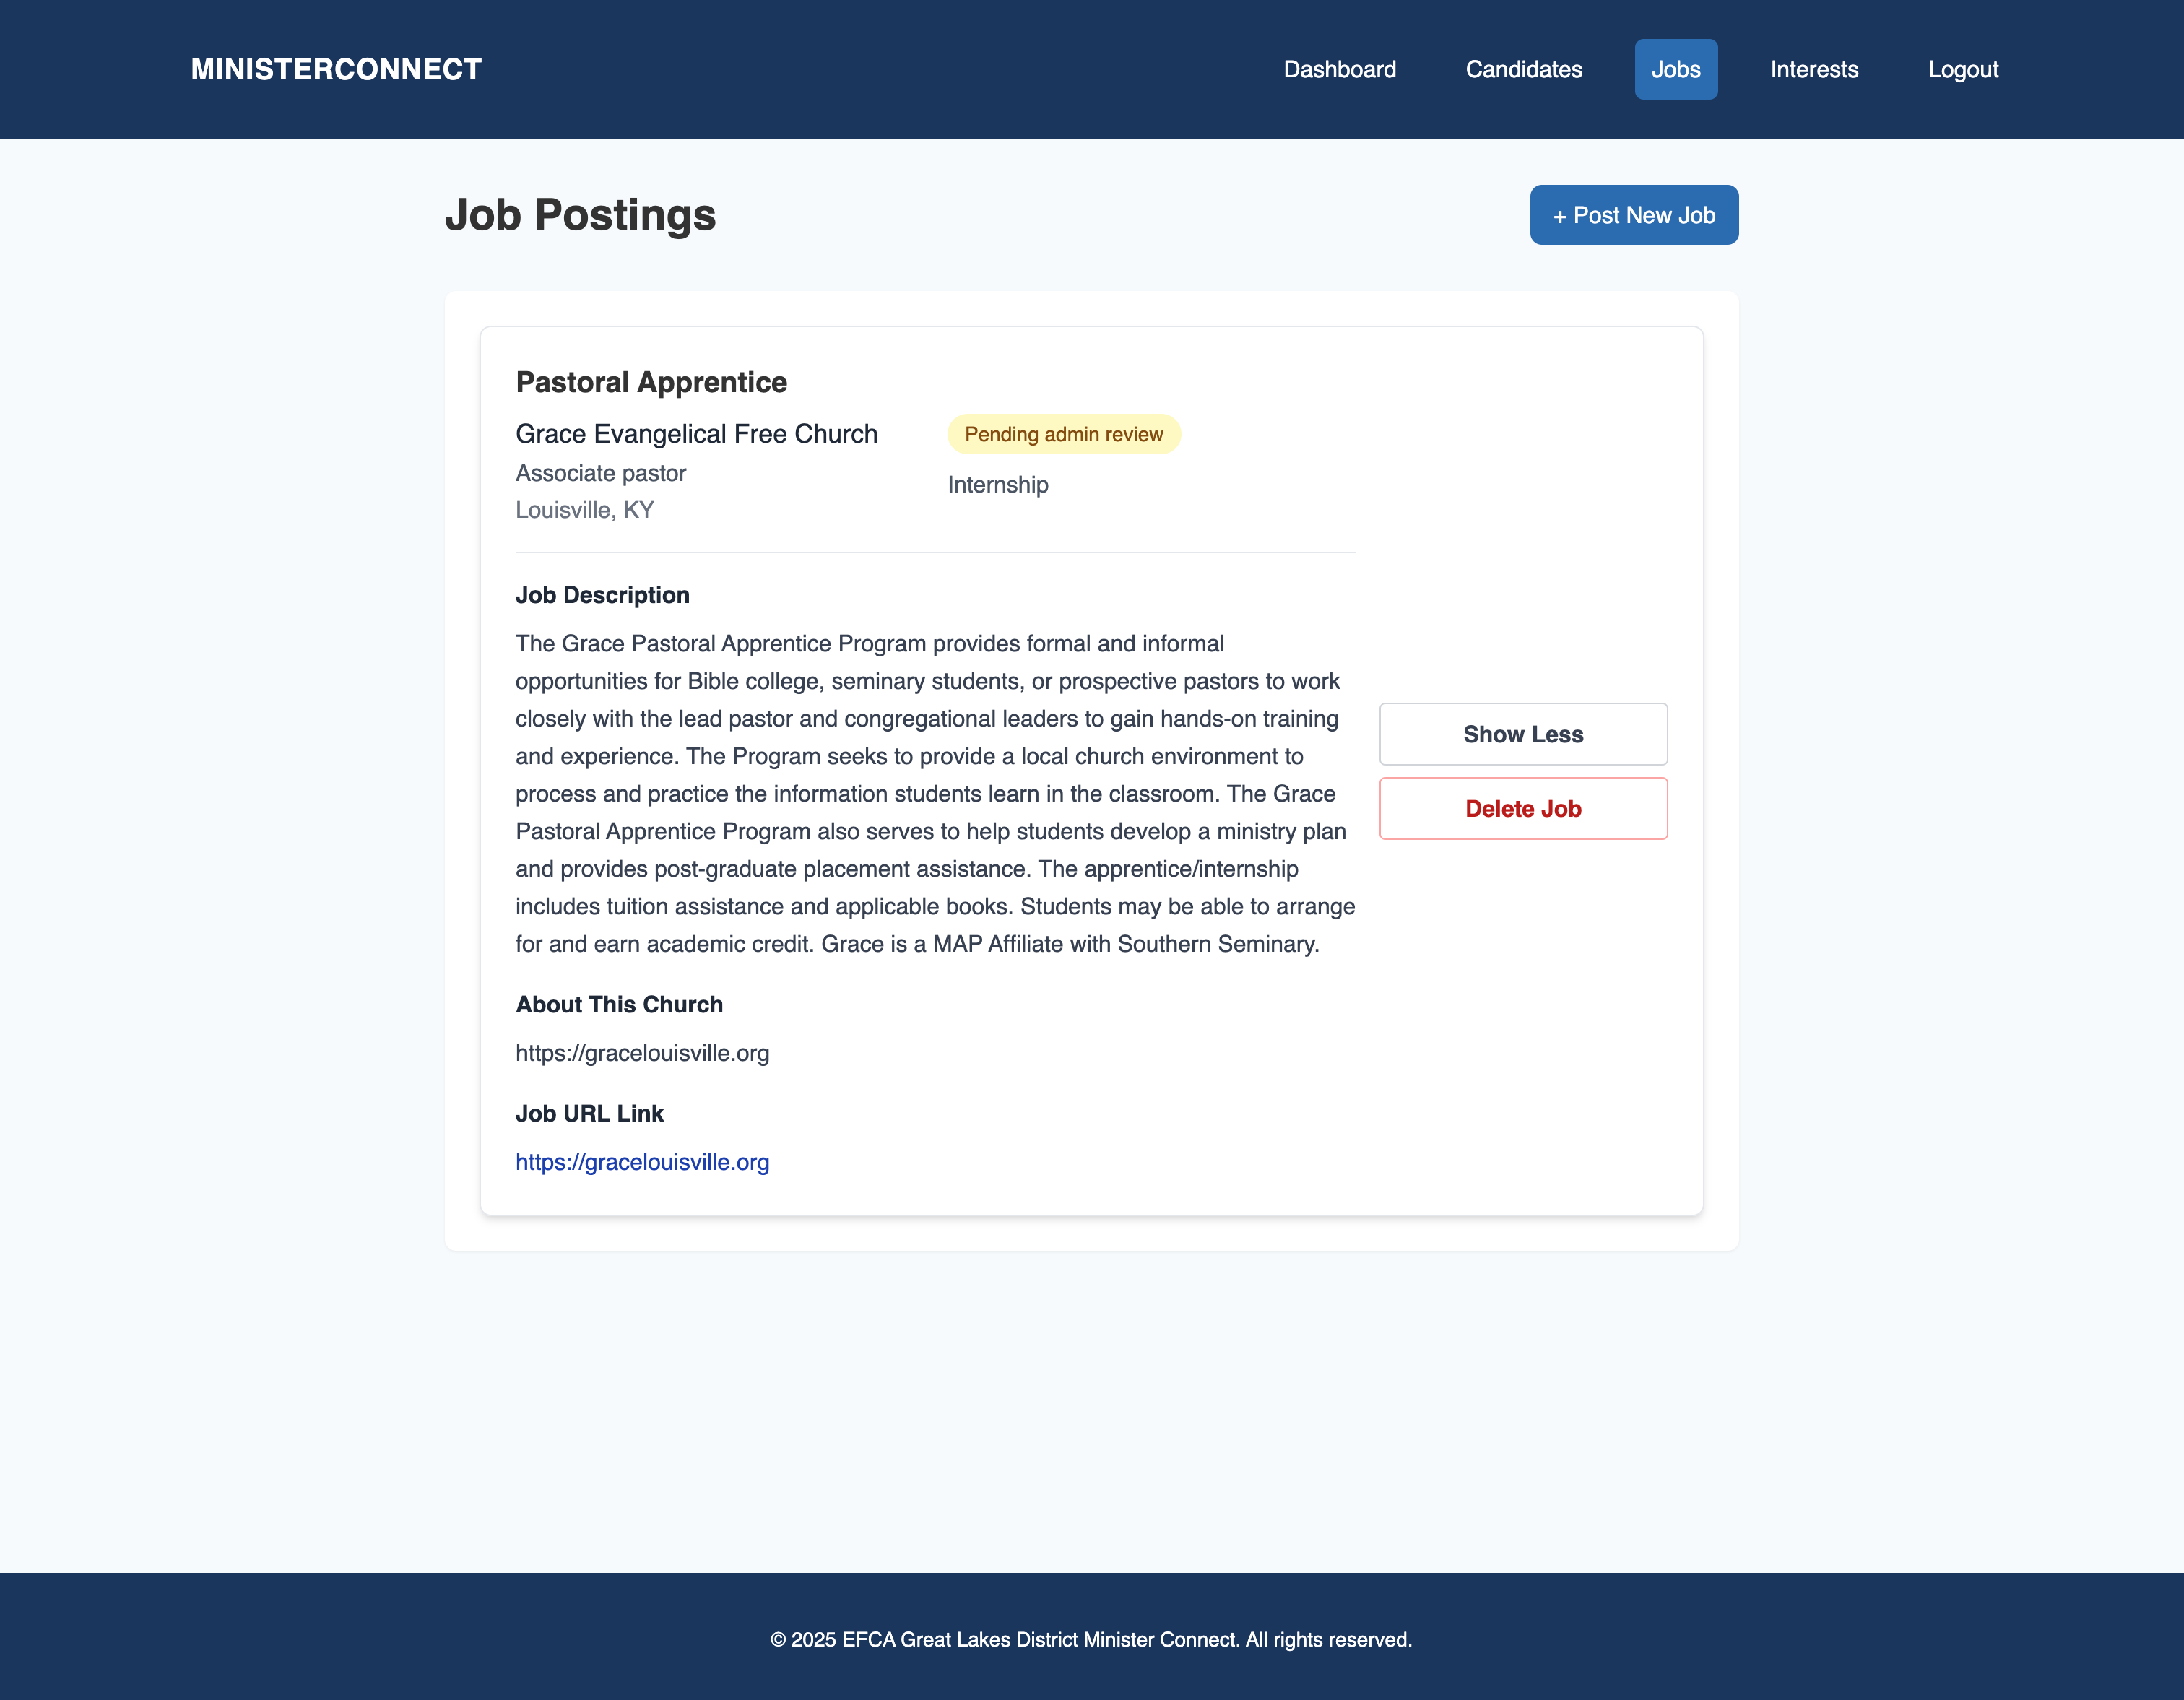 MINISTERCONNECT
Dashboard
Candidates
Jobs
Interests
Logout
Job Postings
+ Post New Job
Pastoral Apprentice
Grace Evangelical Free Church
Pending admin review
Associate pastor
Internship
Louisville, KY
Job Description
The Grace Pastoral Apprentice Program provides formal and informal
opportunities for Bible college, seminary students, or prospective pastors to work
closely with the lead pastor and congregational leaders to gain hands-on training
and experience. The Program seeks to provide a local church environment to
process and practice the information students learn in the classroom. The Grace
Pastoral Apprentice Program also serves to help students develop a ministry plan
and provides post-graduate placement assistance. The apprentice/internship
includes tuition assistance and applicable books. Students may be able to arrange
for and earn academic credit. Grace is a MAP Affiliate with Southern Seminary.
Show Less
Delete Job
About This Church
https://gracelouisville.org
Job URL Link
https://gracelouisville.org
© 2025 EFCA Great Lakes District Minister Connect. All rights reserved.